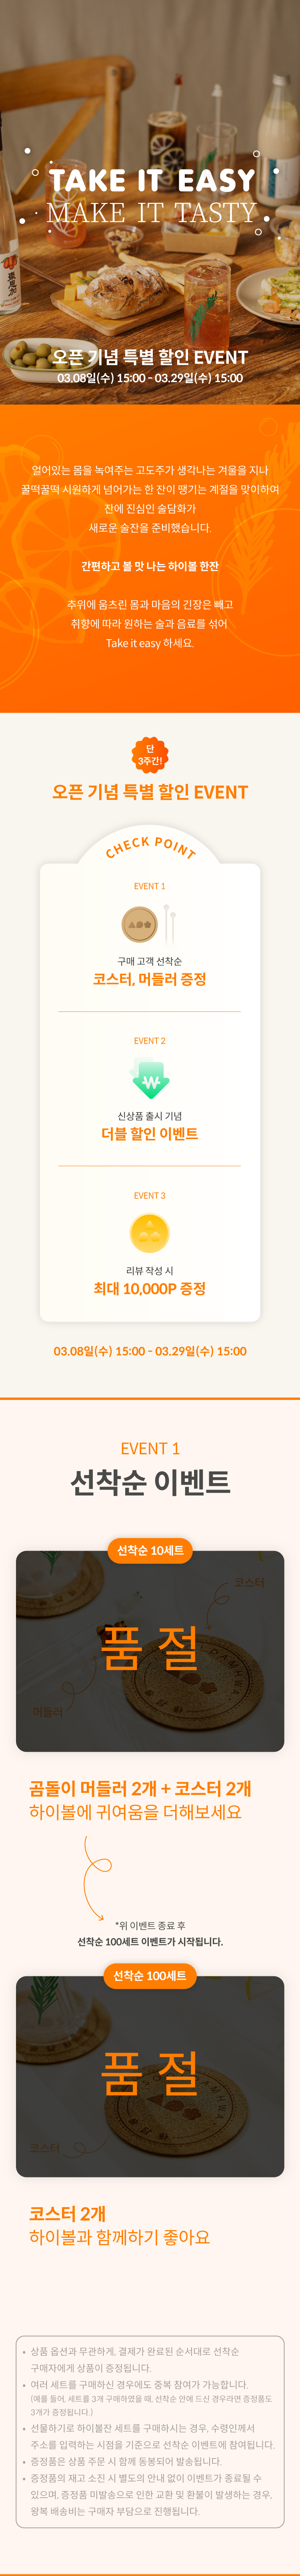 TAKE IT EASY
MAKE IT TASTY
오픈 기념 특별 할인 EVENT
03.08일(수) 15:00 - 03.29일(수) 15:00
얼어있는 몸을 녹여주는 고도주가 생각나는 겨울을 지나
꿀떡꿀떡 시원하게 넘어가는 한 잔이 땡기는 계절을 맞이하여
잔에 진심인 술담화가
새로운 술잔을 준비했습니다.
간편하고 볼 맛 나는 하이볼 한잔
추위에 움츠린 몸과 마음의 긴장은 빼고
취향에 따라 원하는 술과 음료를 섞어
Take it easy 하세요.
단
3주간!
오픈 기념 특별 할인 EVENT
CHECK POINT
EVENT 1
구매 고객 선착순
코스터, 머들러 증정
EVENT 2
신상품 출시 기념
더블 할인 이벤트
EVENT 3
리뷰 작성 시
최대 10,000P 증정
03.08일(수) 15:00 - 03.29일(수) 15:00
EVENT 1
선착순 이벤트
선착순 10세트
코스터
품 절
머들러
곰돌이 머들러 2개 + 코스터 2개
하이볼에 귀여움을 더해보세요
*위 이벤트 종료 후
선착순 100세트 이벤트가 시작됩니다.
선착순 100세트
품 절
코스터
코스터 2개
하이볼과 함께하기 좋아요
• 상품 옵션과 무관하게, 결제가 완료된 순서대로 선착순
구매자에게 상품이 증정됩니다.
• 여러 세트를 구매하신 경우에도 중복 참여가 가능합니다.
(예를 들어, 세트를 3개 구매하였을 때, 선착순 안에 드신 경우라면 증정품도
3개가 증정됩니다.)
• 선물하기로 하이볼잔 세트를 구매하시는 경우, 수령인께서
주소를 입력하는 시점을 기준으로 선착순 이벤트에 참여됩니다.
• 증정품은 상품 주문 시 함께 동봉되어 발송됩니다.
• 증정품의 재고 소진 시 별도의 안내 없이 이벤트가 종료될 수
있으며, 증정품 미발송으로 인한 교환 및 환불이 발생하는 경우,
왕복 배송비는 구매자 부담으로 진행됩니다.